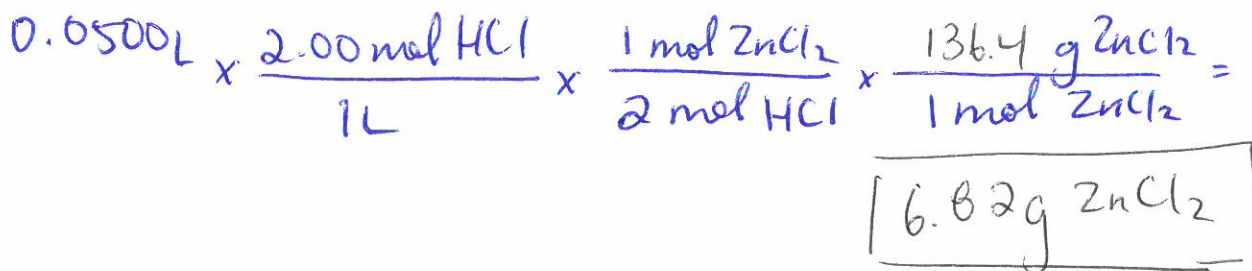 0.0500L × 2.00 mol HCl / 1L × 1 mol ZnCl₂ / 2 mol HCl × 136.4 g ZnCl₂ / 1 mol ZnCl₂ =
6.82g ZnCl₂